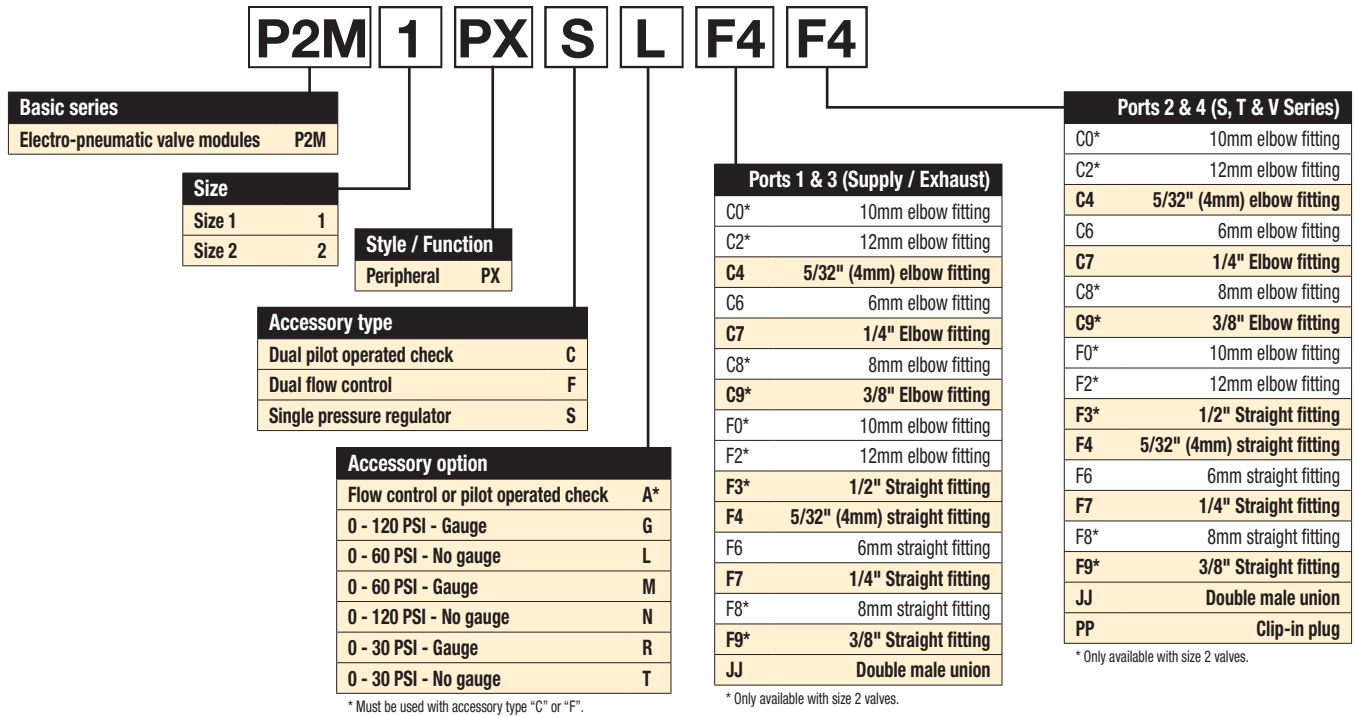 P2M 1 PX S L F4 F4
Basic series
Electro-pneumatic valve modules P2M
Size
Size 1 1
Size 2 2
Style / Function
Peripheral PX
Accessory type
Dual pilot operated check C
Dual flow control F
Single pressure regulator S
Accessory option
Flow control or pilot operated check A*
0 - 120 PSI - Gauge G
0 - 60 PSI - No gauge L
0 - 60 PSI - Gauge M
0 - 120 PSI - No gauge N
0 - 30 PSI - Gauge R
0 - 30 PSI - No gauge T
* Must be used with accessory type “C” or “F”.
Ports 1 & 3 (Supply / Exhaust)
C0* 10mm elbow fitting
C2* 12mm elbow fitting
C4 5/32" (4mm) elbow fitting
C6 6mm elbow fitting
C7 1/4" Elbow fitting
C8* 8mm elbow fitting
C9* 3/8" Elbow fitting
F0* 10mm elbow fitting
F2* 12mm elbow fitting
F3* 1/2" Straight fitting
F4 5/32" (4mm) straight fitting
F6 6mm straight fitting
F7 1/4" Straight fitting
F8* 8mm straight fitting
F9* 3/8" Straight fitting
JJ Double male union
* Only available with size 2 valves.
Ports 2 & 4 (S, T & V Series)
C0* 10mm elbow fitting
C2* 12mm elbow fitting
C4 5/32" (4mm) elbow fitting
C6 6mm elbow fitting
C7 1/4" Elbow fitting
C8* 8mm elbow fitting
C9* 3/8" Elbow fitting
F0* 10mm elbow fitting
F2* 12mm elbow fitting
F3* 1/2" Straight fitting
F4 5/32" (4mm) straight fitting
F6 6mm straight fitting
F7 1/4" Straight fitting
F8* 8mm straight fitting
F9* 3/8" Straight fitting
JJ Double male union
PP Clip-in plug
* Only available with size 2 valves.